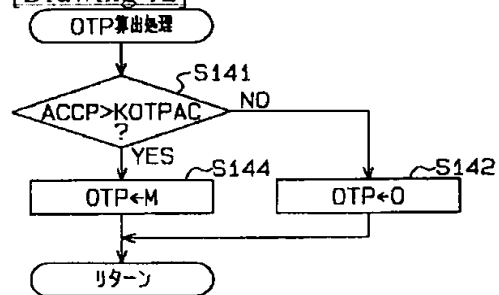 OTP算出処理
S141
ACCP>KOTPAC
?
NO
YES
S144
S142
OTP←M
OTP←0
リターン